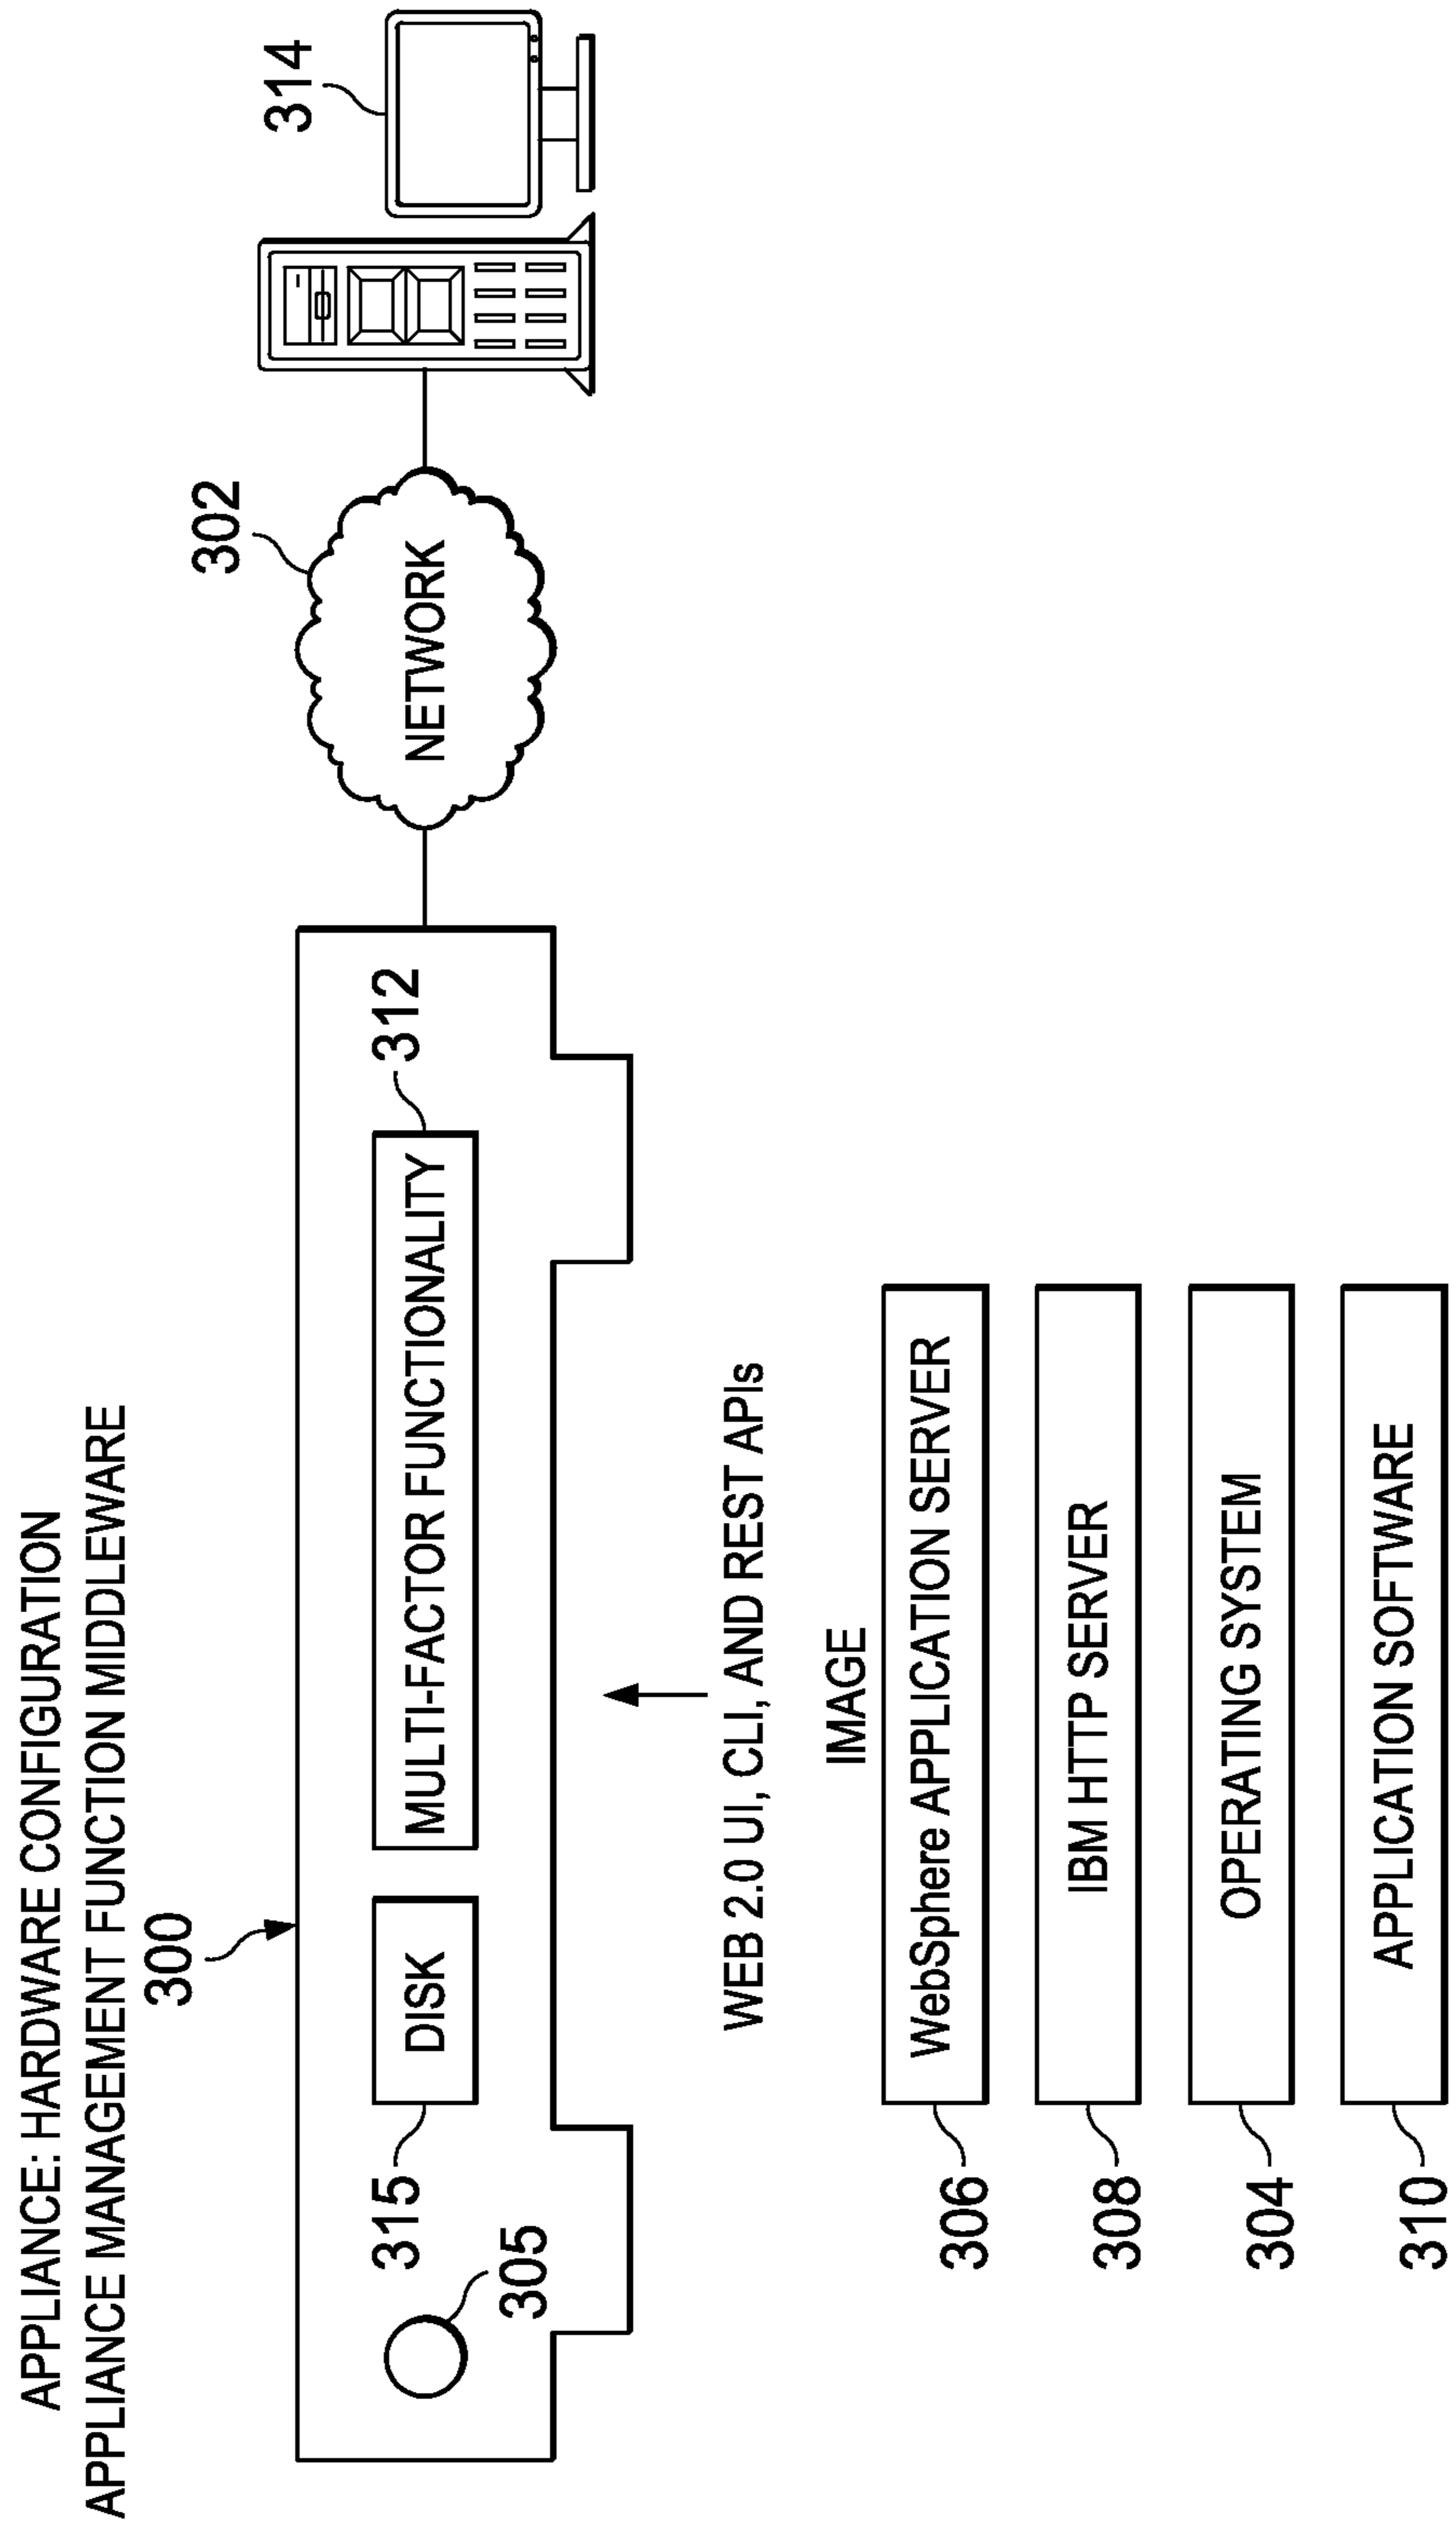 APPLIANCE: HARDWARE CONFIGURATION
APPLIANCE MANAGEMENT FUNCTION MIDDLEWARE
300
302
314
305
315
DISK
MULTI-FACTOR FUNCTIONALITY
312
NETWORK
WEB 2.0 UI, CLI, AND REST APIs
IMAGE
306
WebSphere APPLICATION SERVER
308
IBM HTTP SERVER
304
OPERATING SYSTEM
310
APPLICATION SOFTWARE